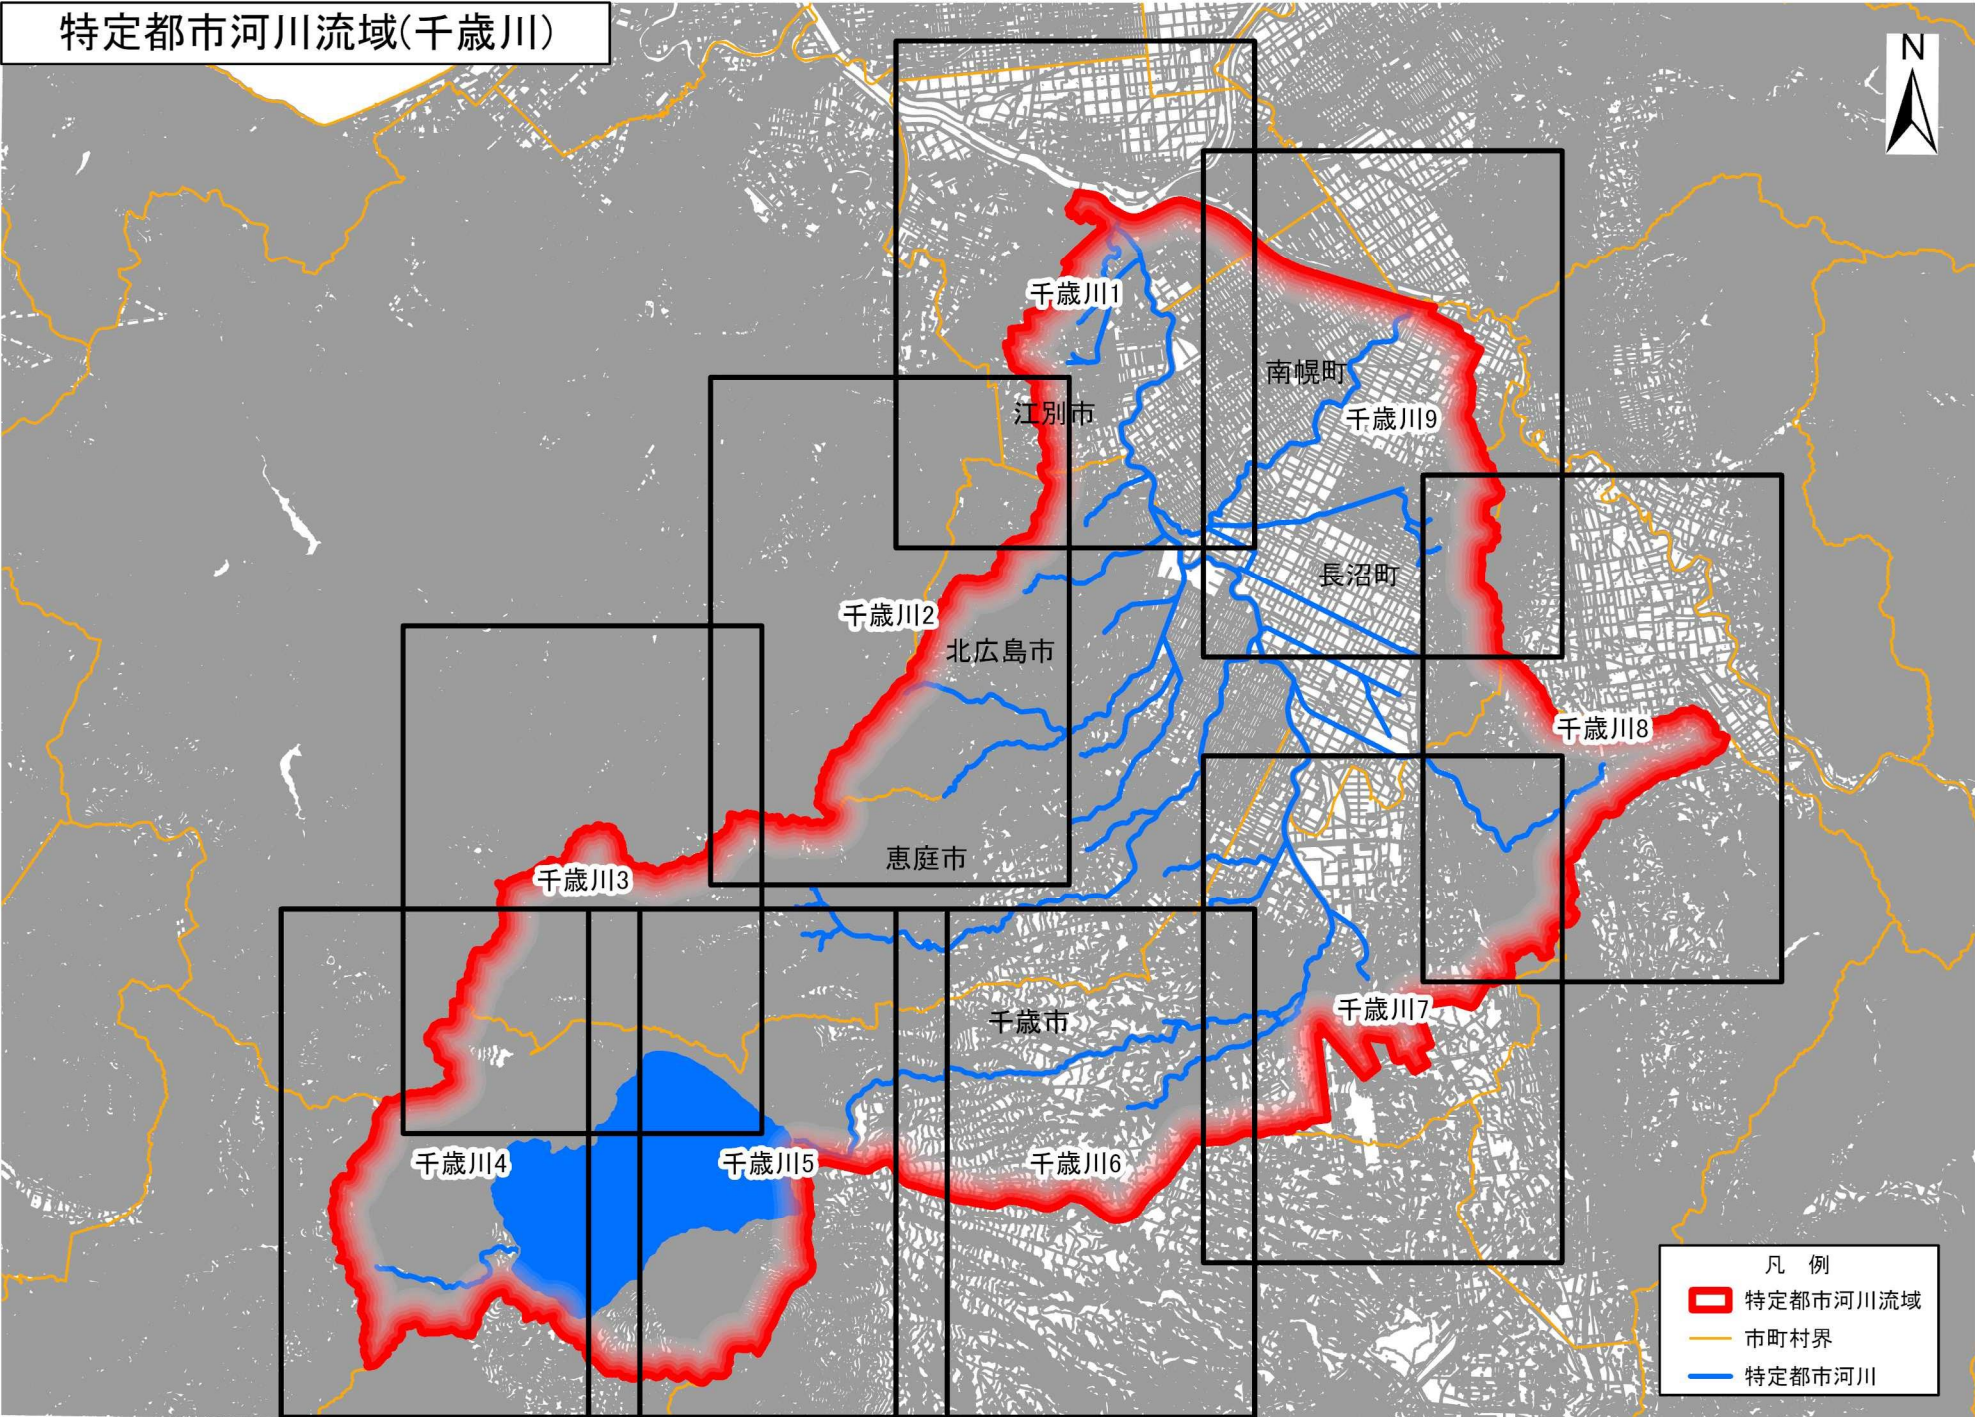 特定都市河川流域(千歳川)
N
千歳川1
南幌町
江別市
千歳川9
長沼町
千歳川2
北広島市
千歳川8
恵庭市
千歳川3
千歳川7
千歳市
千歳川4
千歳川5
千歳川6
凡 例
特定都市河川流域
市町村界
特定都市河川